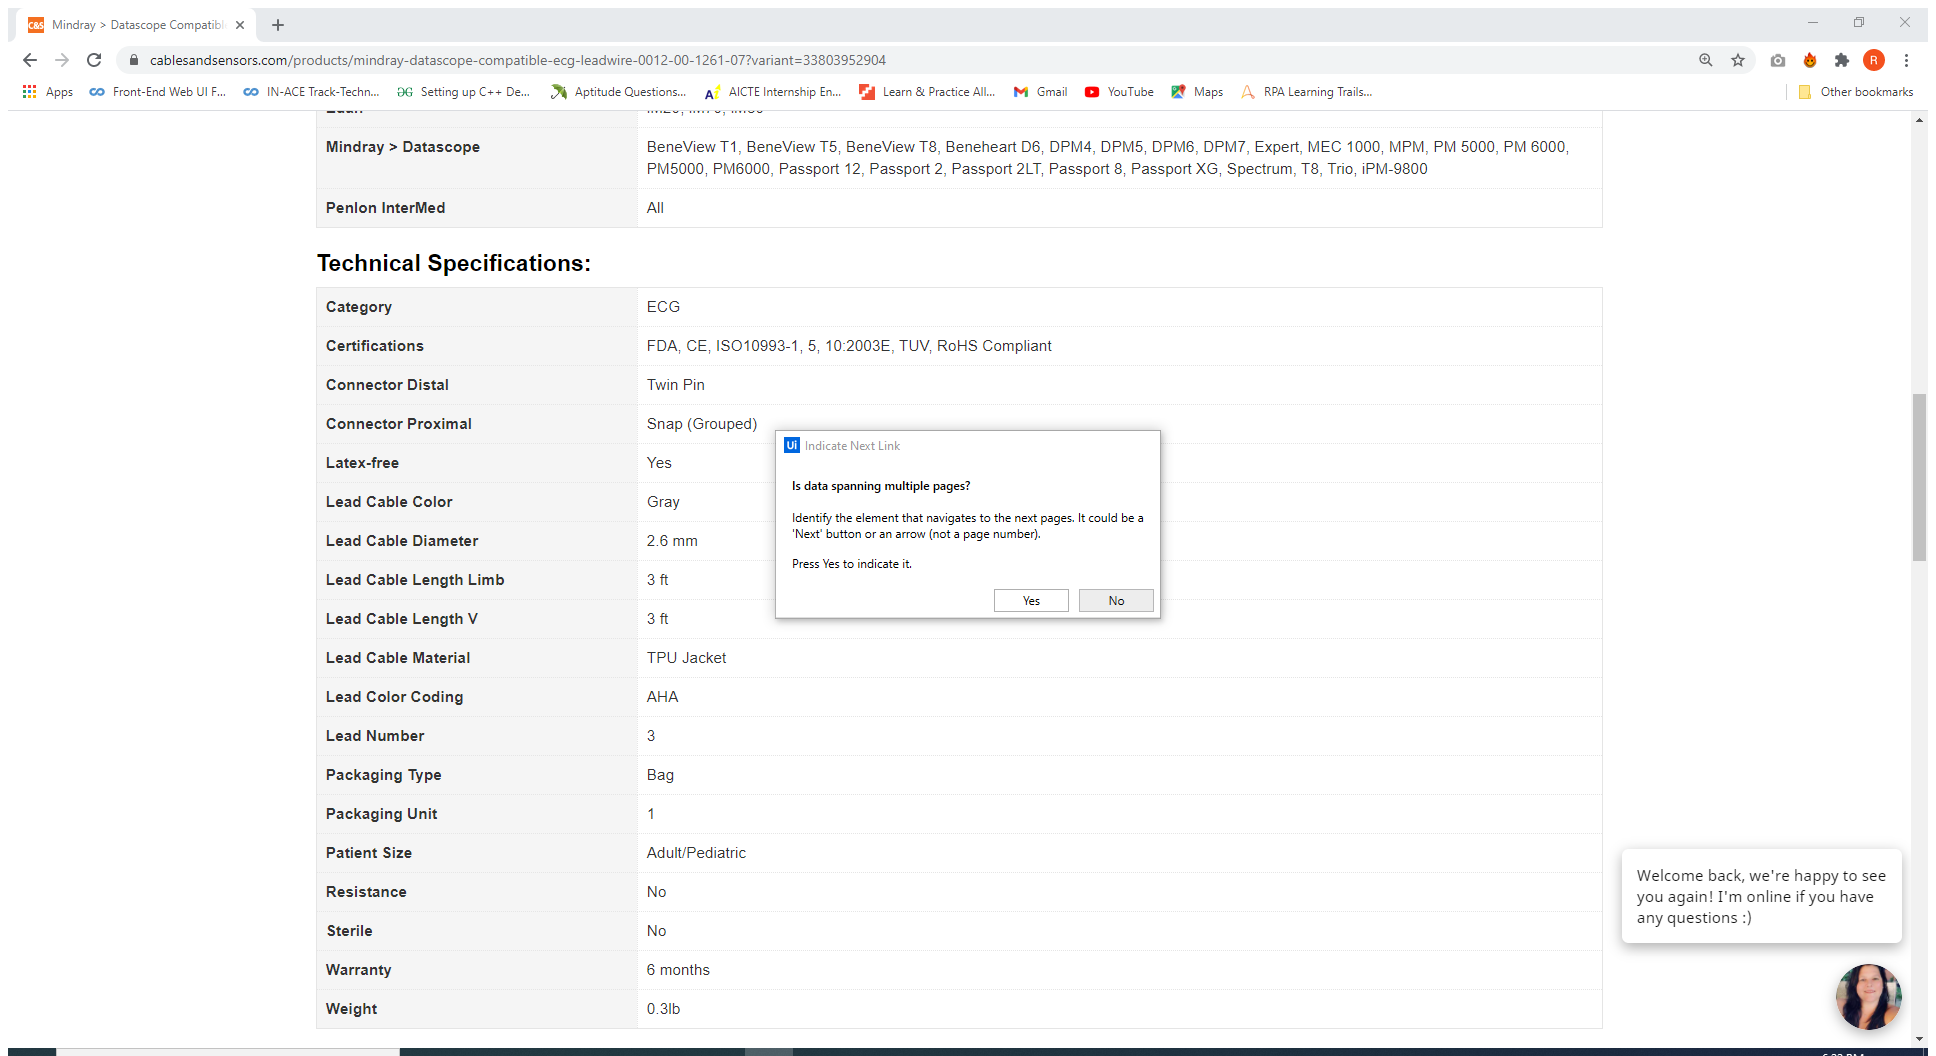 C&S Mindray > Datascope Compatibl
cablesandsensors.com/products/mindray-datascope-compatible-ecg-leadwire-0012-00-1261-07?variant=33803952904
R
Apps Front-End Web UI F... IN-ACE Track-Techn... Setting up C++ De... Aptitude Questions... AICTE Internship En... Learn & Practice All... Gmail YouTube Maps RPA Learning Trails... Other bookmarks
Mindray > Datascope BeneView T1, BeneView T5, BeneView T8, Beneheart D6, DPM4, DPM5, DPM6, DPM7, Expert, MEC 1000, MPM, PM 5000, PM 6000,
PM5000, PM6000, Passport 12, Passport 2, Passport 2LT, Passport 8, Passport XG, Spectrum, T8, Trio, iPM-9800
Penlon InterMed All
Technical Specifications:
Category ECG
Certifications FDA, CE, ISO10993-1, 5, 10:2003E, TUV, RoHS Compliant
Connector Distal Twin Pin
Connector Proximal Snap (Grouped)
Latex-free Yes
Lead Cable Color Gray
Lead Cable Diameter 2.6 mm
Lead Cable Length Limb 3 ft
Lead Cable Length V 3 ft
Lead Cable Material TPU Jacket
Lead Color Coding AHA
Lead Number 3
Packaging Type Bag
Packaging Unit 1
Patient Size Adult/Pediatric
Resistance No
Sterile No
Warranty 6 months
Weight 0.3lb
Ui Indicate Next Link
Is data spanning multiple pages?
Identify the element that navigates to the next pages. It could be a
'Next' button or an arrow (not a page number).
Press Yes to indicate it.
Yes No
Welcome back, we're happy to see
you again! I'm online if you have
any questions :)